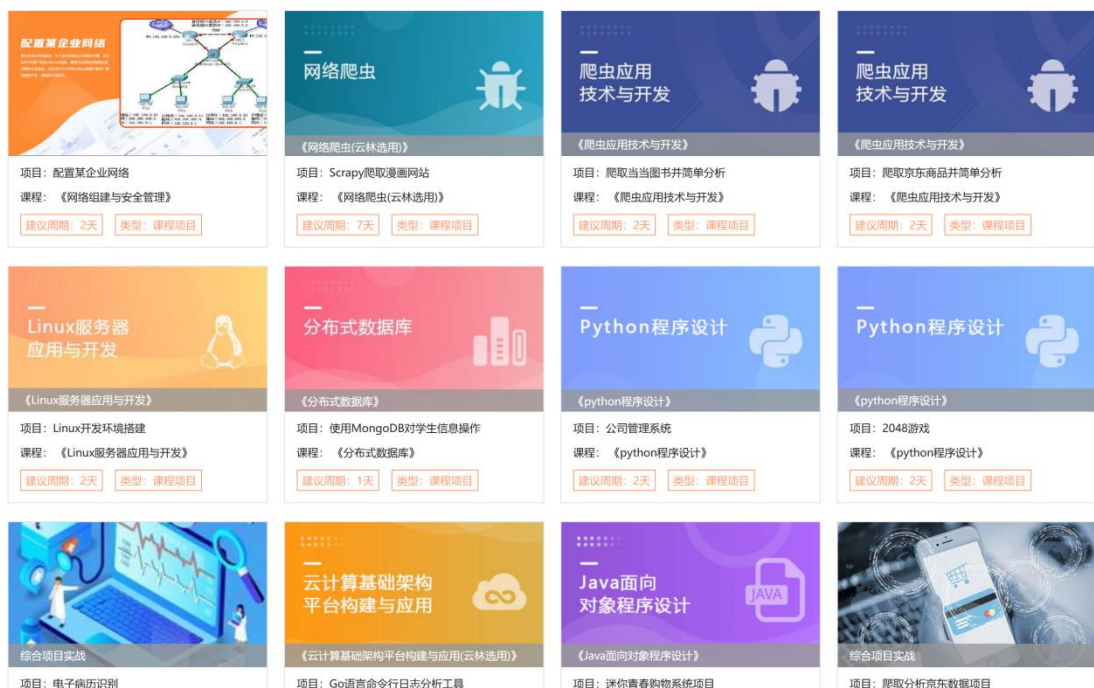 配置某企业网络
项目：配置某企业网络
课程：《网络组建与安全管理》
建议周期：2天
类型：课程项目
网络爬虫
《网络爬虫(云林选用)》
项目：Scrapy爬取漫画网站
课程：《网络爬虫(云林选用)》
建议周期：7天
类型：课程项目
爬虫应用
技术与开发
《爬虫应用技术与开发》
项目：爬取当当图书并简单分析
课程：《爬虫应用技术与开发》
建议周期：2天
类型：课程项目
爬虫应用
技术与开发
《爬虫应用技术与开发》
项目：爬取京东商品并简单分析
课程：《爬虫应用技术与开发》
建议周期：2天
类型：课程项目
Linux服务器
应用与开发
《Linux服务器应用与开发》
项目：Linux开发环境搭建
课程：《Linux服务器应用与开发》
建议周期：2天
类型：课程项目
分布式数据库
《分布式数据库》
项目：使用MongoDB对学生信息操作
课程：《分布式数据库》
建议周期：1天
类型：课程项目
Python程序设计
《python程序设计》
项目：公司管理系统
课程：《python程序设计》
建议周期：2天
类型：课程项目
Python程序设计
《python程序设计》
项目：2048游戏
课程：《python程序设计》
建议周期：2天
类型：课程项目
综合项目实战
项目：电子病历识别
云计算基础架构
平台构建与应用
《云计算基础架构平台构建与应用(云林选用)》
项目：Go语言命令行日志分析工具
Java面向
对象程序设计
JAVA
《Java面向对象程序设计》
项目：迷你青春购物系统项目
综合项目实战
项目：爬取分析京东数据项目